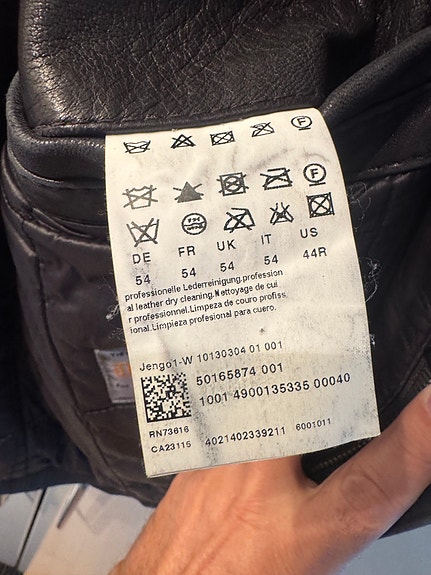 F
F
DE FR UK IT US
54 54 54 54 44R
professionelle Lederreinigung.profession
al leather dry cleaning.Nettoyage de cui
r professionnel.Limpeza de couro profiss
ional.Limpieza profesional para cuero.
Jengo1-W 10130304 01 001
50165874 001
1001 4900135335 00040
RN73616
CA23115 4021402339211 6001011